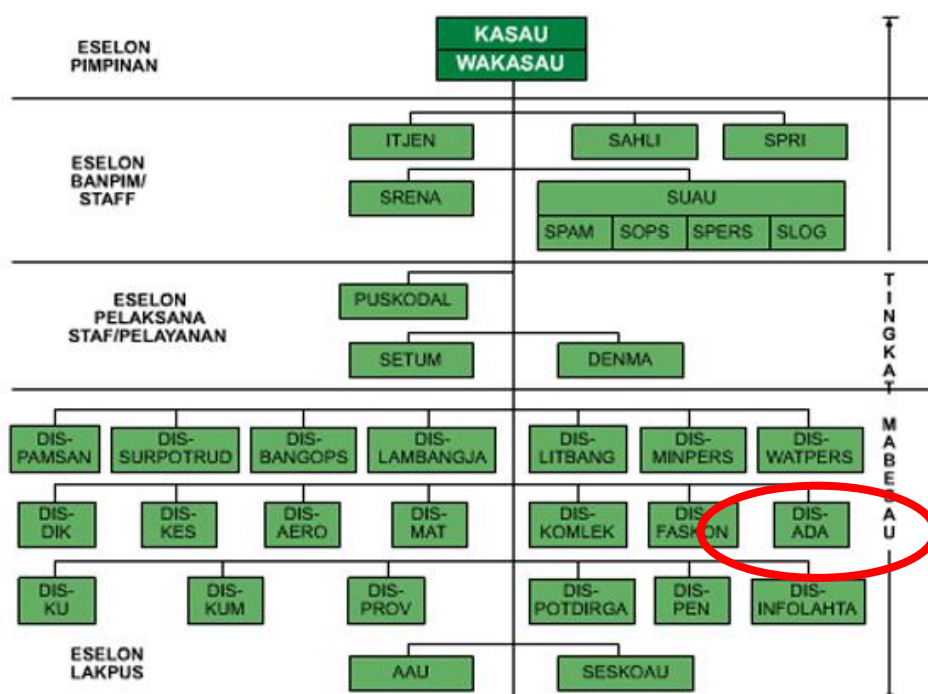 ESELON
PIMPINAN
KASAU
WAKASAU
ITJEN
SAHLI
SPRI
ESELON
BANPIM/
STAFF
SRENA
SUAU
SPAM
SOPS
SPERS
SLOG
ESELON
PELAKSANA
STAF/PELAYANAN
PUSKODAL
SETUM
DENMA
TINGKAT MABESAU
DIS-
PAMSAN
DIS-
SURPOTRUD
DIS-
BANGOPS
DIS-
LAMBANGJA
DIS-
LITBANG
DIS-
MINPERS
DIS-
WATPERS
DIS-
DIK
DIS-
KES
DIS-
AERO
DIS-
MAT
DIS-
KOMLEK
DIS-
FASKON
DIS-
ADA
DIS-
KU
DIS-
KUM
DIS-
PROV
DIS-
POTDIRGA
DIS-
PEN
DIS-
INFOLAHTA
ESELON
LAKPUS
AAU
SESKOAU